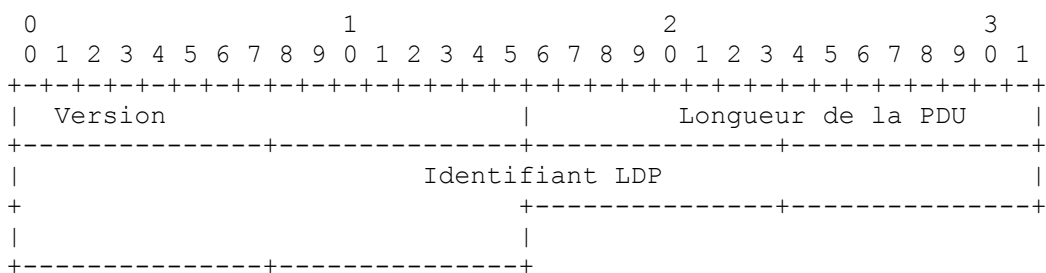 0                   1                   2                   3
 0 1 2 3 4 5 6 7 8 9 0 1 2 3 4 5 6 7 8 9 0 1 2 3 4 5 6 7 8 9 0 1
+-+-+-+-+-+-+-+-+-+-+-+-+-+-+-+-+-+-+-+-+-+-+-+-+-+-+-+-+-+-+-+-+
|  Version                      |         Longueur de la PDU    |
+---------------+---------------+---------------+---------------+
|                         Identifiant LDP                       |
+                               +---------------+---------------+
|                               |
+---------------+---------------+